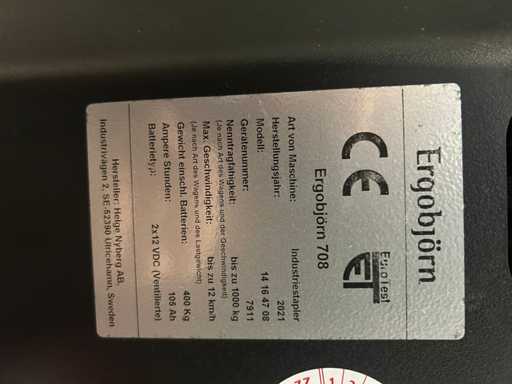 Ergobjörn
CE EuroTest
Ergobjörn 708
Art von Maschine: Industriestapler
Herstellungsjahr: 2021
Modell: 14 16 47 08
Gerätenummer: 7911
Nenntragfähigkeit: bis zu 1000 kg
(Je nach Art des Wagens und der Geschwindigkeit)
Max. Geschwindigkeit: bis zu 12 km/h
(Je nach Art des Wagens und des Lastgewicht)
Gewicht einschl. Batterien: 400 Kg
Ampere Stunden: 105 Ah
Batteriety: 2x12 VDC (Ventilierte)
Hersteller: Helge Nyberg AB,
Industrivägen 2, SE-52390 Ulricehamn, Sweden